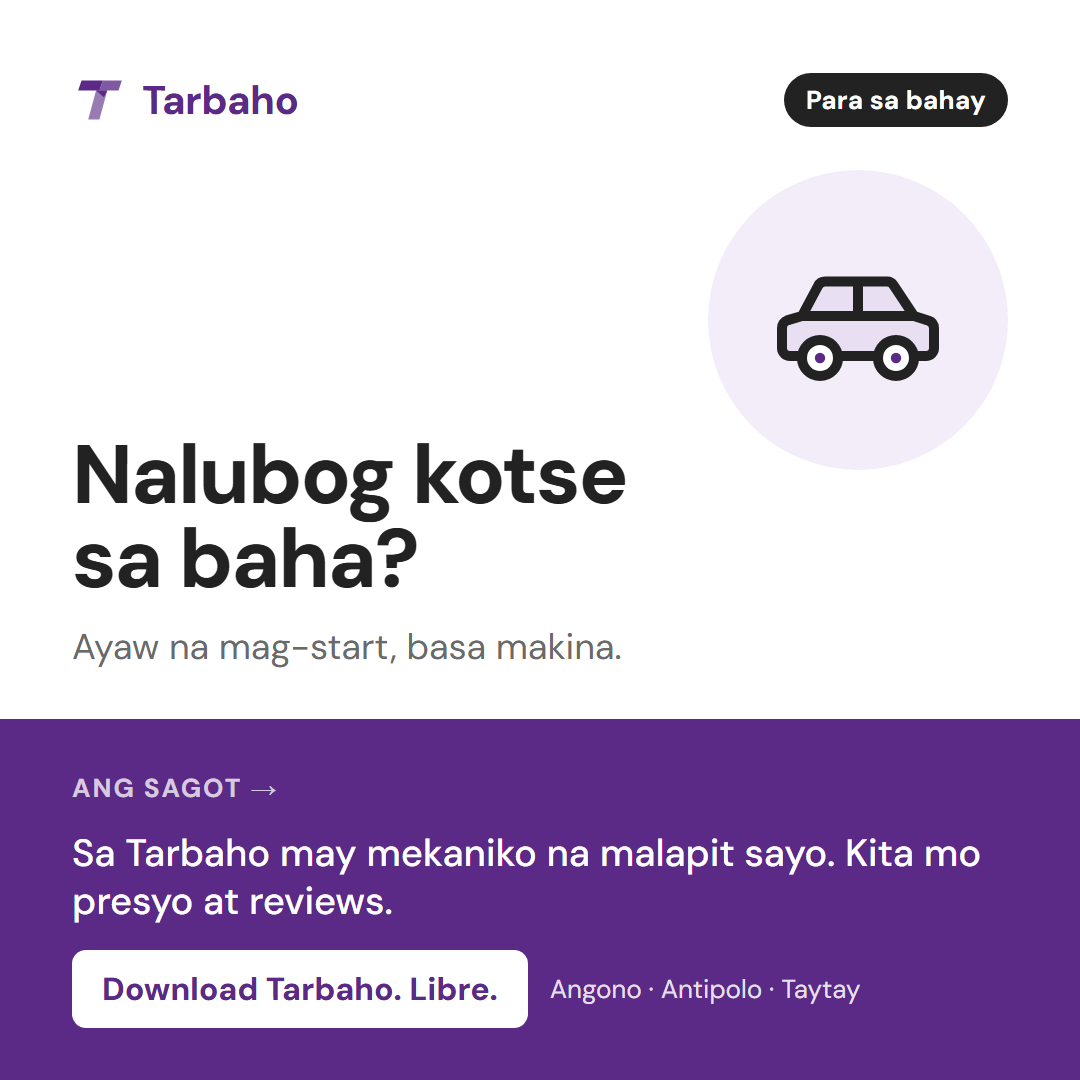 Tarbaho
Para sa bahay
Nalubog kotse
sa baha?
Ayaw na mag-start, basa makina.
ANG SAGOT →
Sa Tarbaho may mekaniko na malapit sayo. Kita mo
presyo at reviews.
Download Tarbaho. Libre.
Angono · Antipolo · Taytay